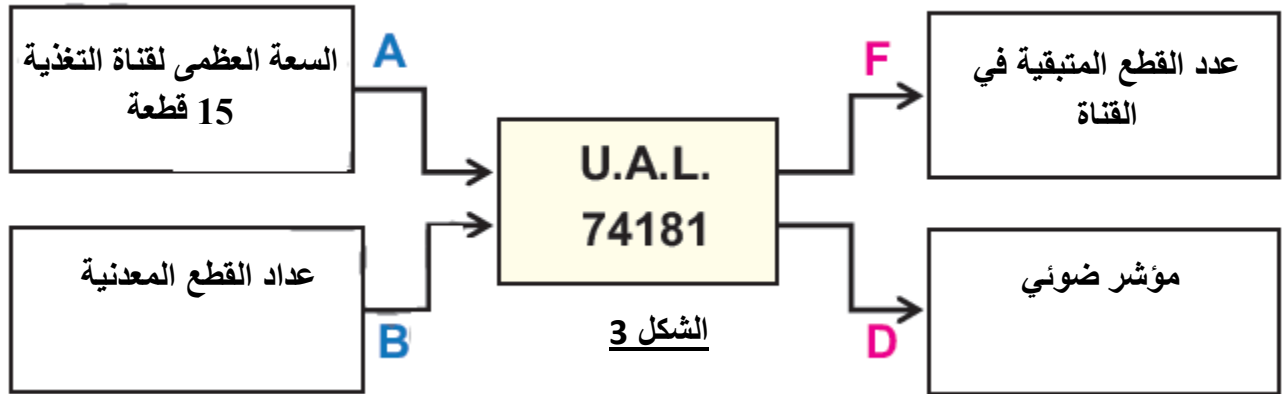 السعة العظمى لقناة التغذية
15 قطعة
A
F
عدد القطع المتبقية في
القناة
U.A.L.
74181
عداد القطع المعدنية
B
الشكل 3
D
مؤشر ضوئي